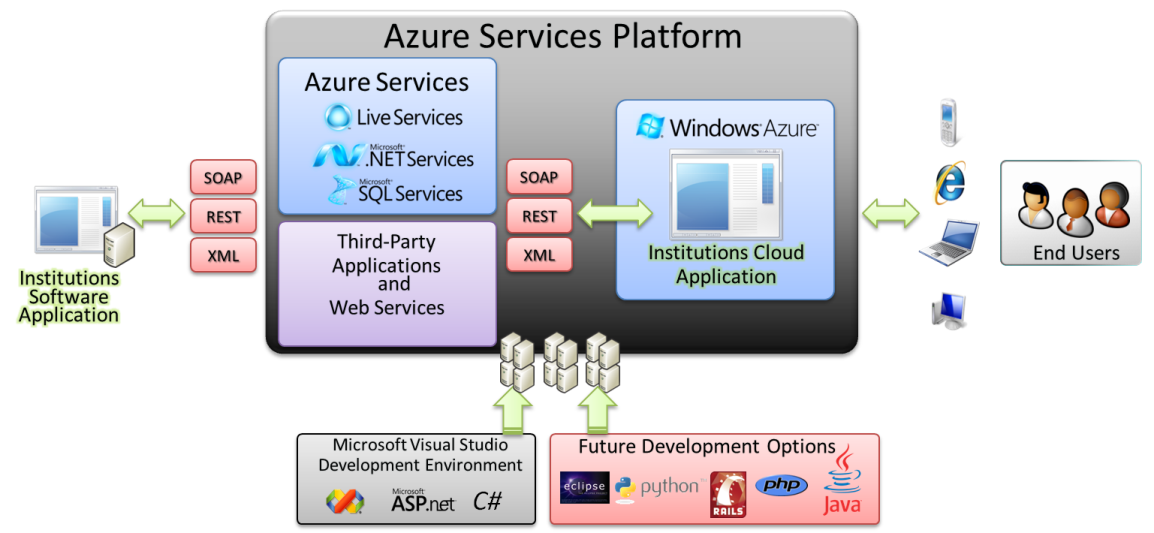 Azure Services Platform
Azure Services
Live Services
Microsoft®
.NET Services
Microsoft®
SQL Services
Third-Party
Applications
and
Web Services
SOAP
REST
XML
Institutions
Software
Application
SOAP
REST
XML
Windows® Azure™
Institutions Cloud
Application
End Users
Microsoft Visual Studio
Development Environment
Microsoft®
ASP.net
C#
Future Development Options
eclipse
python™
RAILS
php
Java